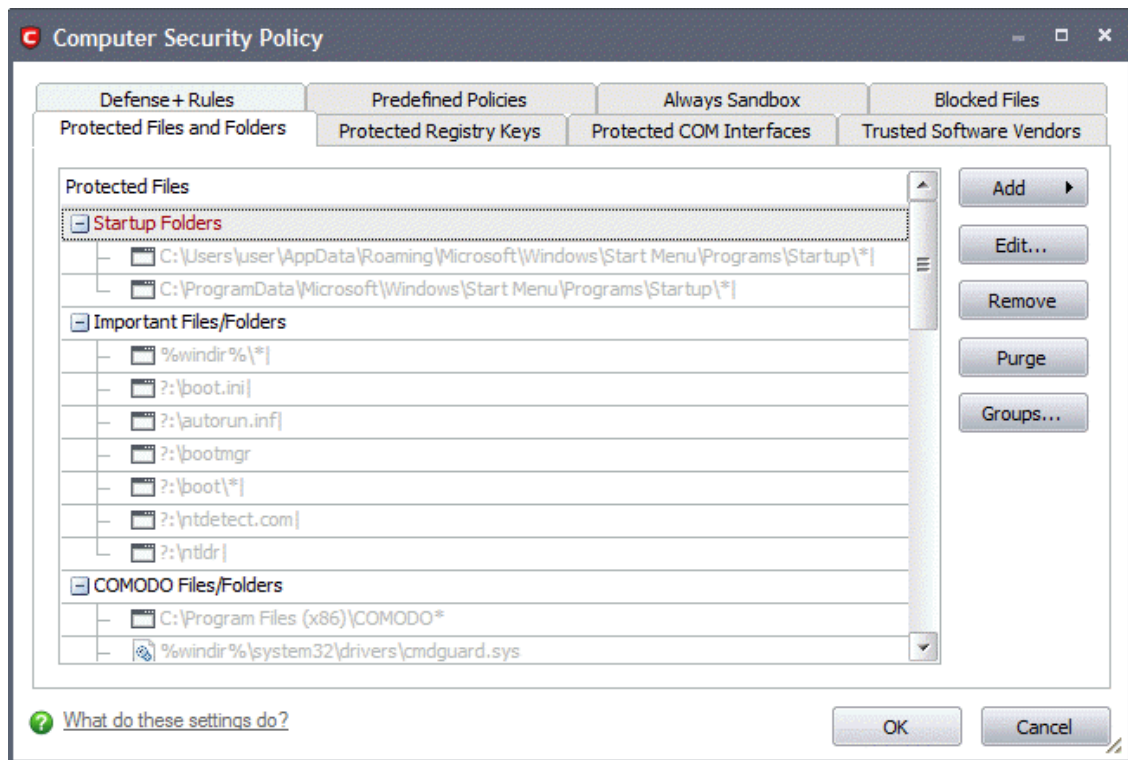 Computer Security Policy
Defense+ Rules
Predefined Policies
Always Sandbox
Blocked Files
Protected Files and Folders
Protected Registry Keys
Protected COM Interfaces
Trusted Software Vendors
Protected Files
Startup Folders
C:\Users\user\AppData\Roaming\Microsoft\Windows\Start Menu\Programs\Startup\*|
C:\ProgramData\Microsoft\Windows\Start Menu\Programs\Startup\*|
Important Files/Folders
%windir%\*|
?:\boot.ini|
?:\autorun.inf|
?:\bootmgr
?:\boot\*|
?:\ntdetect.com|
?:\ntldr|
COMODO Files/Folders
C:\Program Files (x86)\COMODO*
%windir%\system32\drivers\cmdguard.sys
Add
Edit...
Remove
Purge
Groups...
What do these settings do?
OK
Cancel